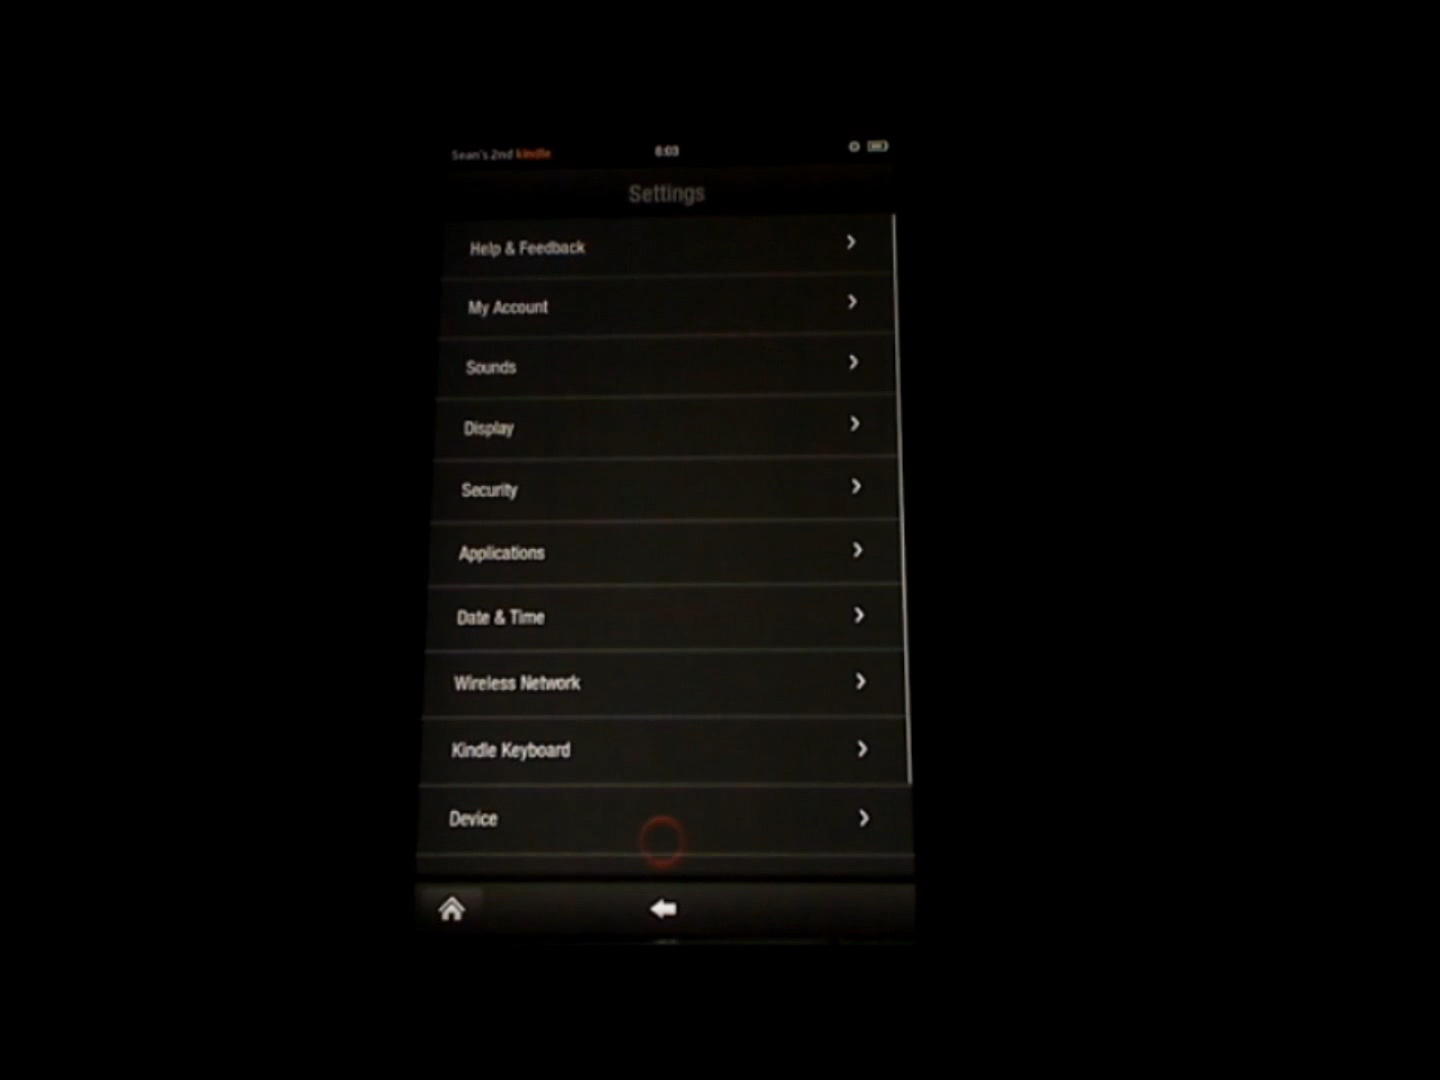 Sean's 2nd kindle
8:03
Settings
Help & Feedback
My Account
Sounds
Display
Security
Applications
Date & Time
Wireless Network
Kindle Keyboard
Device